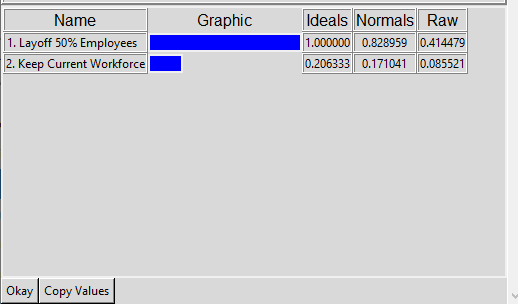 Name Graphic Ideals Normals Raw
1. Layoff 50% Employees 1.000000 0.828959 0.414479
2. Keep Current Workforce 0.206333 0.171041 0.085521
Okay Copy Values